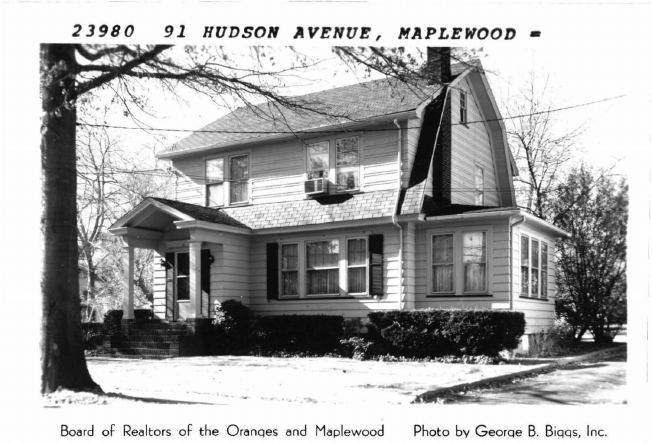 23980 91 HUDSON AVENUE, MAPLEWOOD =
Board of Realtors of the Oranges and Maplewood Photo by George B. Biggs, Inc.